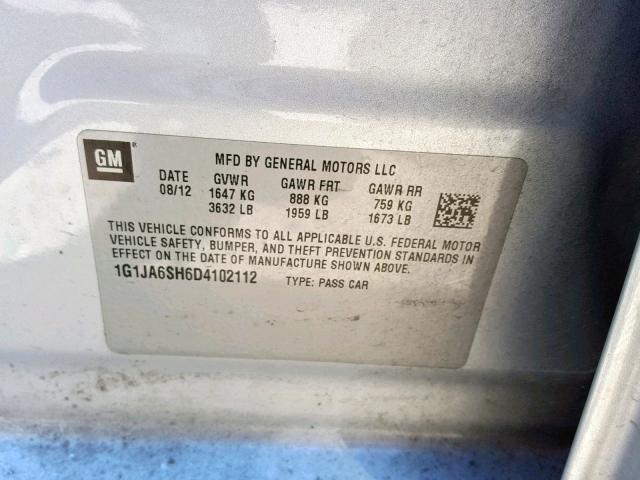 GM
MFD BY GENERAL MOTORS LLC
DATE GVWR GAWR FRT GAWR RR
08/12 1647 KG 888 KG 759 KG
3632 LB 1959 LB 1673 LB
THIS VEHICLE CONFORMS TO ALL APPLICABLE U.S. FEDERAL MOTOR
VEHICLE SAFETY, BUMPER, AND THEFT PREVENTION STANDARDS IN
EFFECT ON THE DATE OF MANUFACTURE SHOWN ABOVE.
1G1JA6SH6D4102112 TYPE: PASS CAR